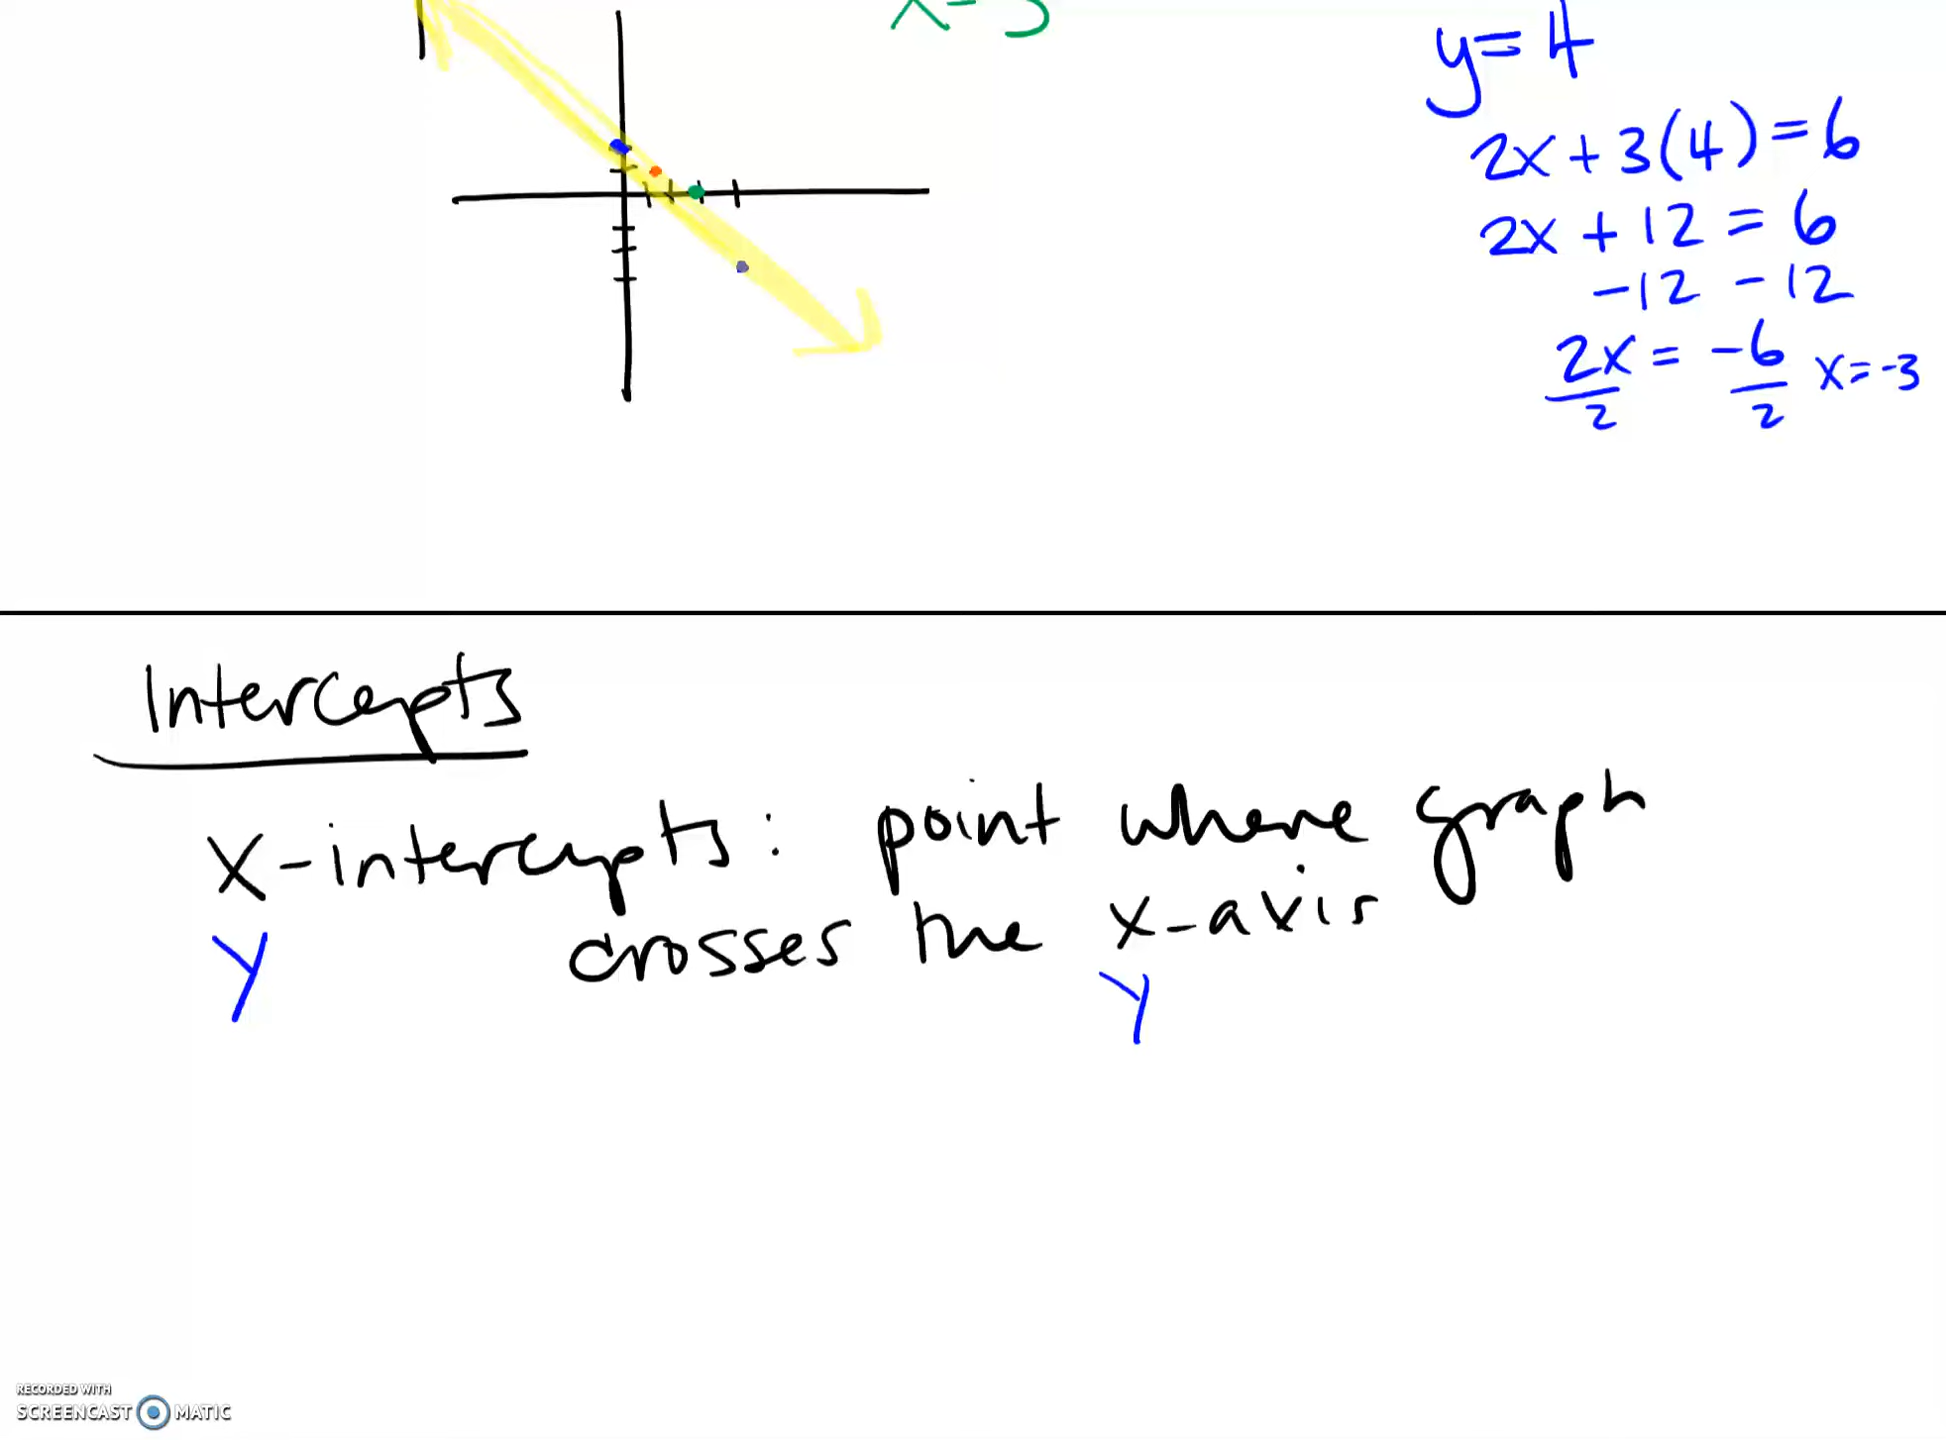 x=3
y=4
2x+3(4)=6
2x+12=6
-12 -12
2x = -6 x=-3
2 2
Intercepts
x-intercepts: point where graph
y crosses the x-axis
y
RECORDED WITH
SCREENCAST MATIC